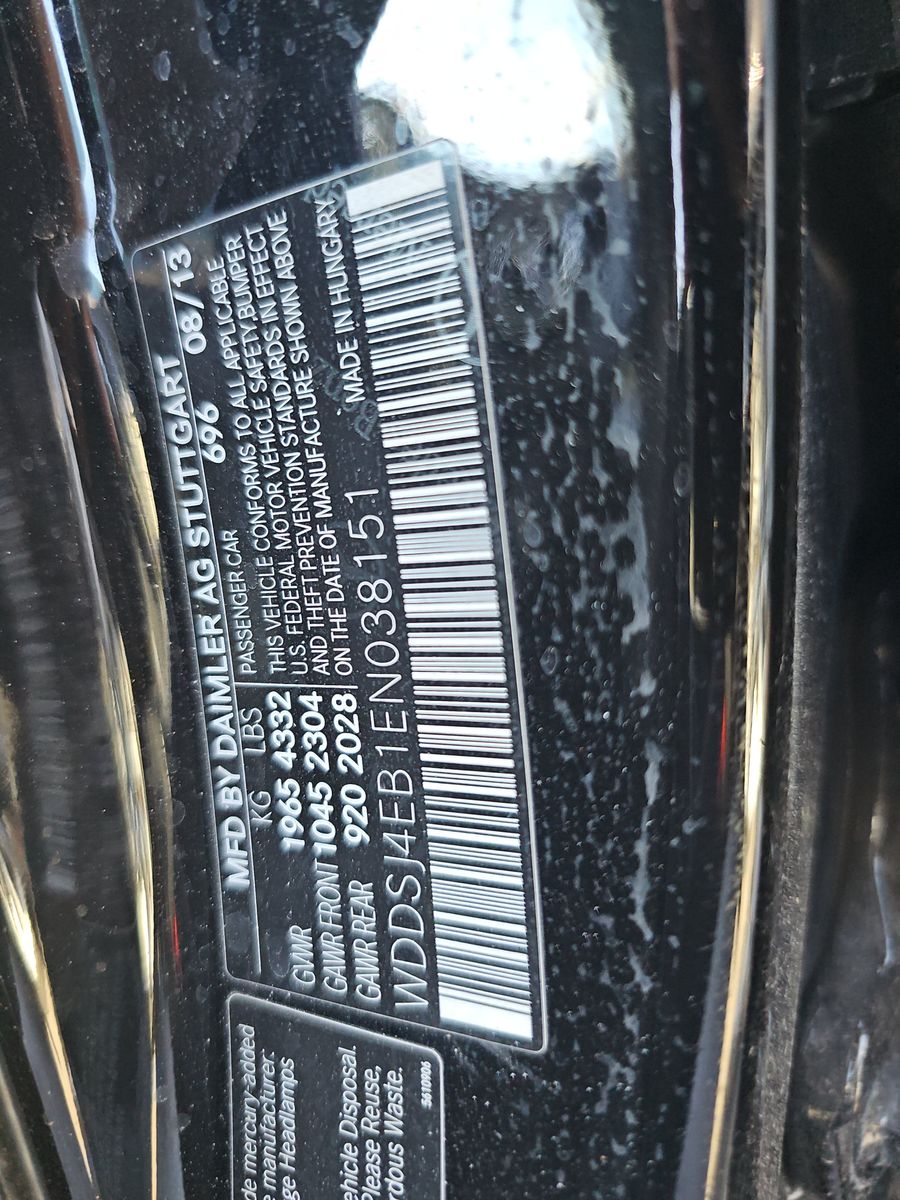 MFD BY DAIMLER AG STUTTGART
KG LBS 696 08/13
GVWR 1965 4332
GAWR FRONT 1045 2304
GAWR REAR 920 2028
PASSENGER CAR
THIS VEHICLE CONFORMS TO ALL APPLICABLE
U.S. FEDERAL MOTOR VEHICLE SAFETY, BUMPER
AND THEFT PREVENTION STANDARDS IN EFFECT
ON THE DATE OF MANUFACTURE SHOWN ABOVE
MADE IN HUNGARY
WDDSJ4EB1EN038151
de mercury-added
e manufacturer.
ge Headlamps
ehicle Disposal.
Please Reuse,
rdous Waste.